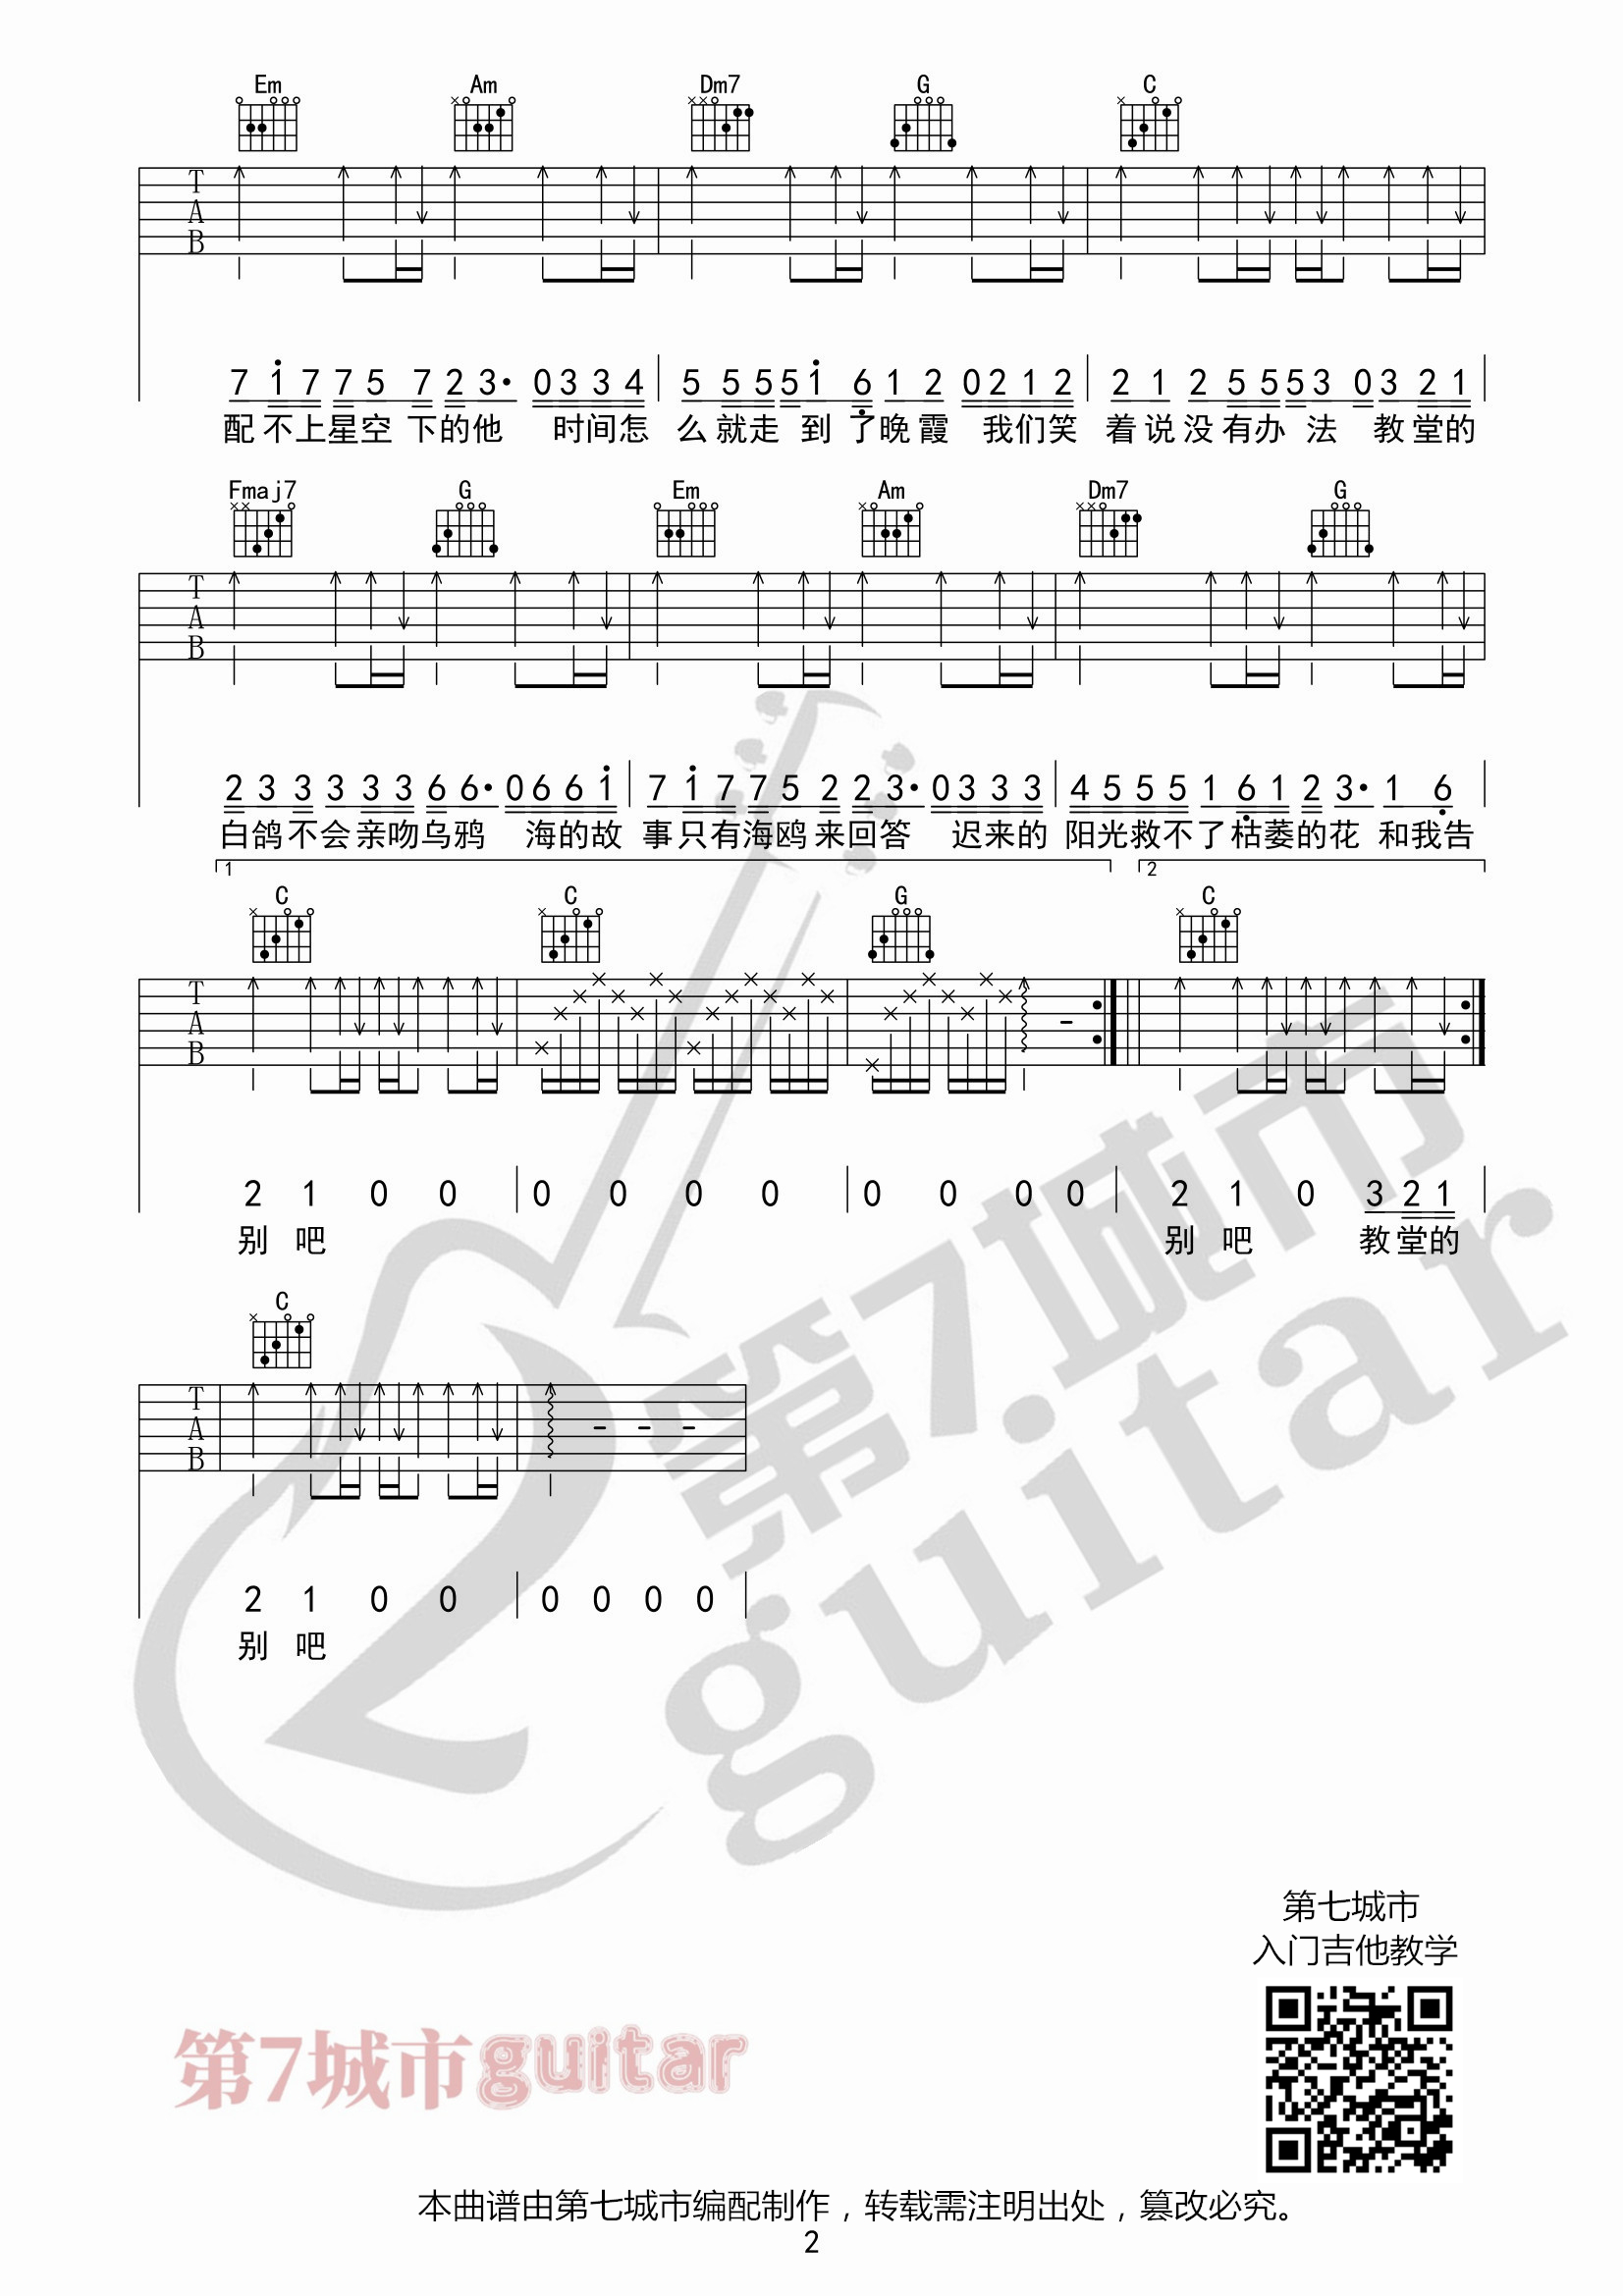 Em Am Dm7 G C
T
A
B
7 1 7 7 5 7 2 3· 0 3 3 4 5 5 5 5 1 6 1 2 0 2 1 2 2 1 2 5 5 5 3 0 3 2 1
配不上星空下的他 时间怎么就走到了晚霞 我们笑着说没有办法 教堂的
Fmaj7 G Em Am Dm7 G
T
A
B
2 3 3 3 3 3 6 6· 0 6 6 1 7 1 7 7 5 2 2 3· 0 3 3 3 4 5 5 5 1 6 1 2 3· 1 6
白鸽不会亲吻乌鸦 海的故事只有海鸥来回答 迟来的阳光救不了枯萎的花 和我告
1 2
C C G C
T
A
B
2 1 0 0 0 0 0 0 0 0 0 0 2 1 0 3 2 1
别吧 别吧 教堂的
C
T
A
B
2 1 0 0 0 0 0 0
别吧
第7城市
guitar
第七城市
入门吉他教学
第7城市guitar
本曲谱由第七城市编配制作，转载需注明出处，篡改必究。
2